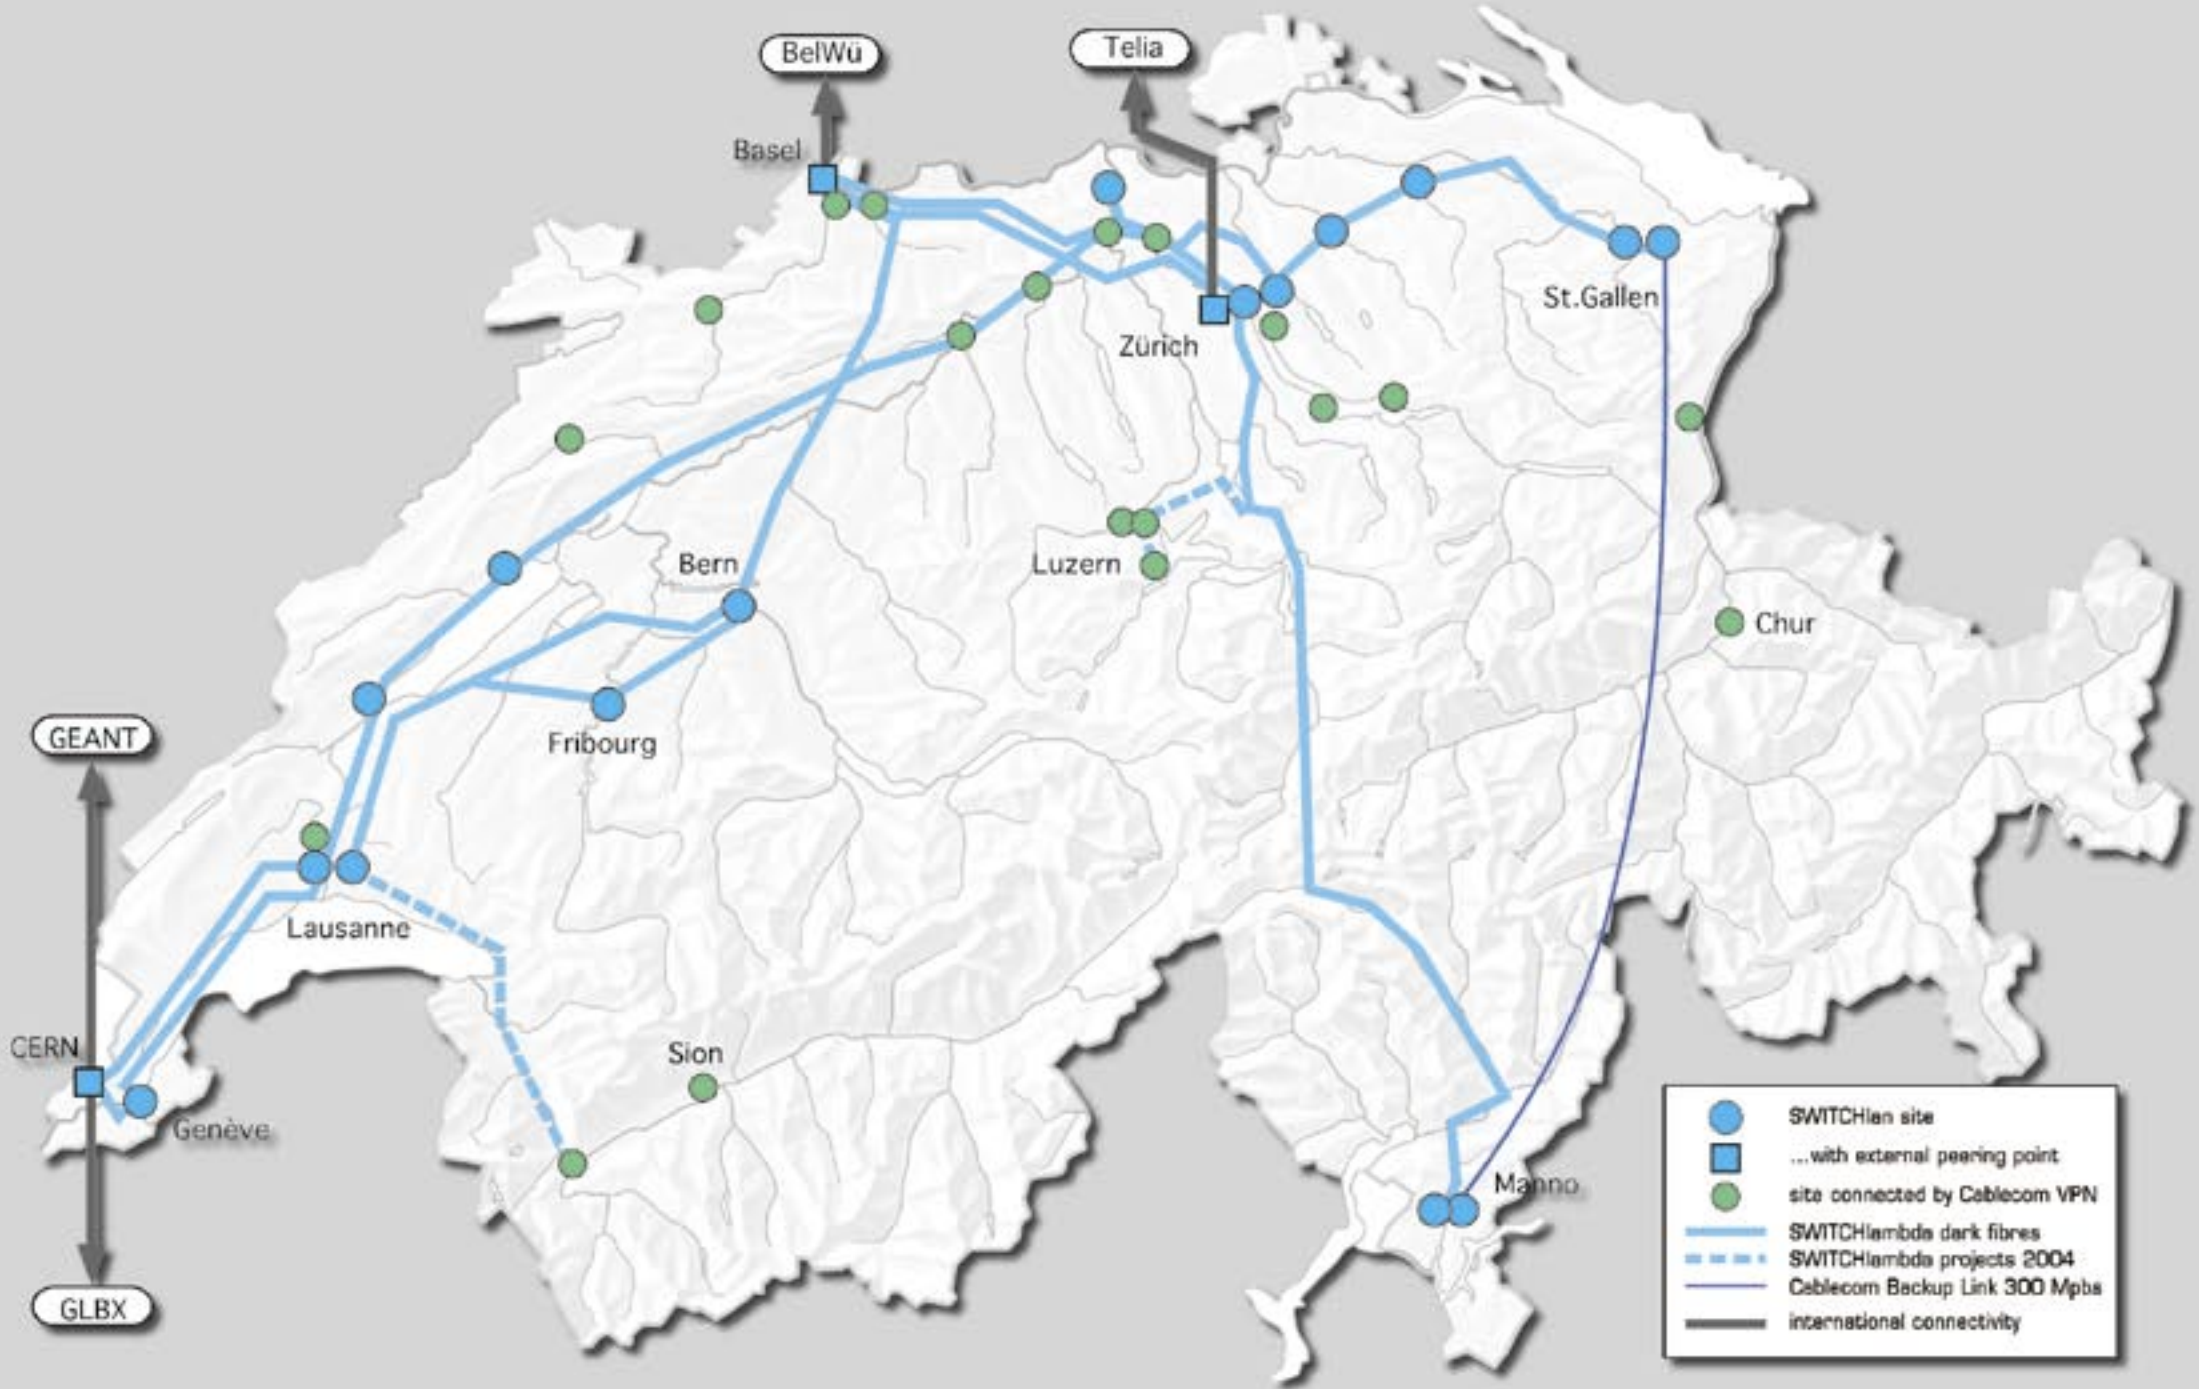 BelWü
Telia
Basel
St.Gallen
Zürich
Bern
Luzern
Chur
GEANT
Fribourg
Lausanne
CERN
Sion
Genève
Manno
GLBX
SWITCHlan site
...with external peering point
site connected by Cablecom VPN
SWITCHlambda dark fibres
SWITCHlambda projects 2004
Cablecom Backup Link 300 Mpbs
international connectivity